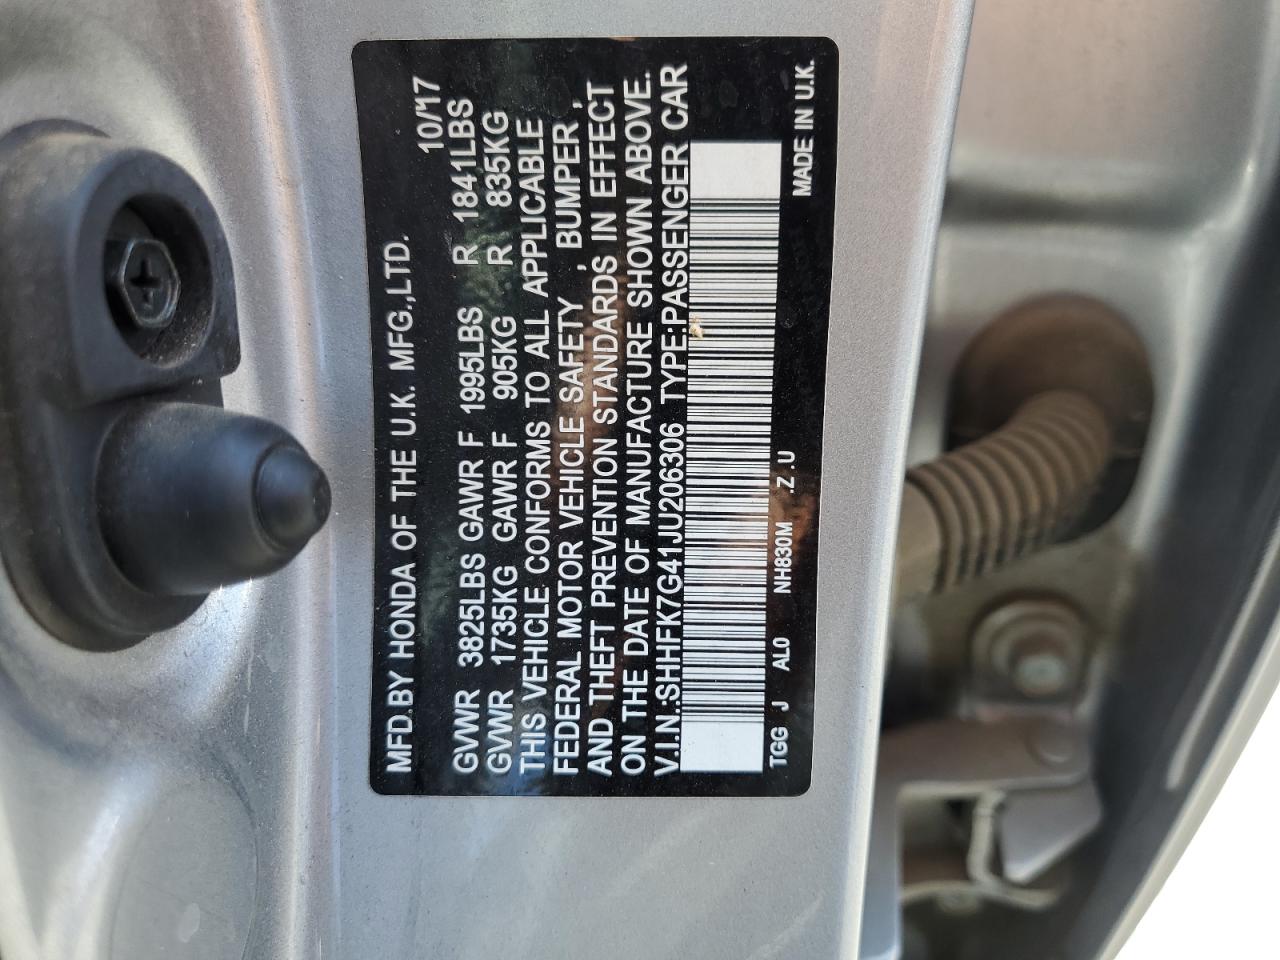 MFD.BY HONDA OF THE U.K. MFG.,LTD. 10/17
GVWR 3825LBS GAWR F 1995LBS R 1841LBS
GVWR 1735KG GAWR F 905KG R 835KG
THIS VEHICLE CONFORMS TO ALL APPLICABLE
FEDERAL MOTOR VEHICLE SAFETY , BUMPER ,
AND THEFT PREVENTION STANDARDS IN EFFECT
ON THE DATE OF MANUFACTURE SHOWN ABOVE.
V.I.N.:SHHFK7G41JU206306 TYPE:PASSENGER CAR
TGG J AL0 NH830M .Z .U MADE IN U.K.